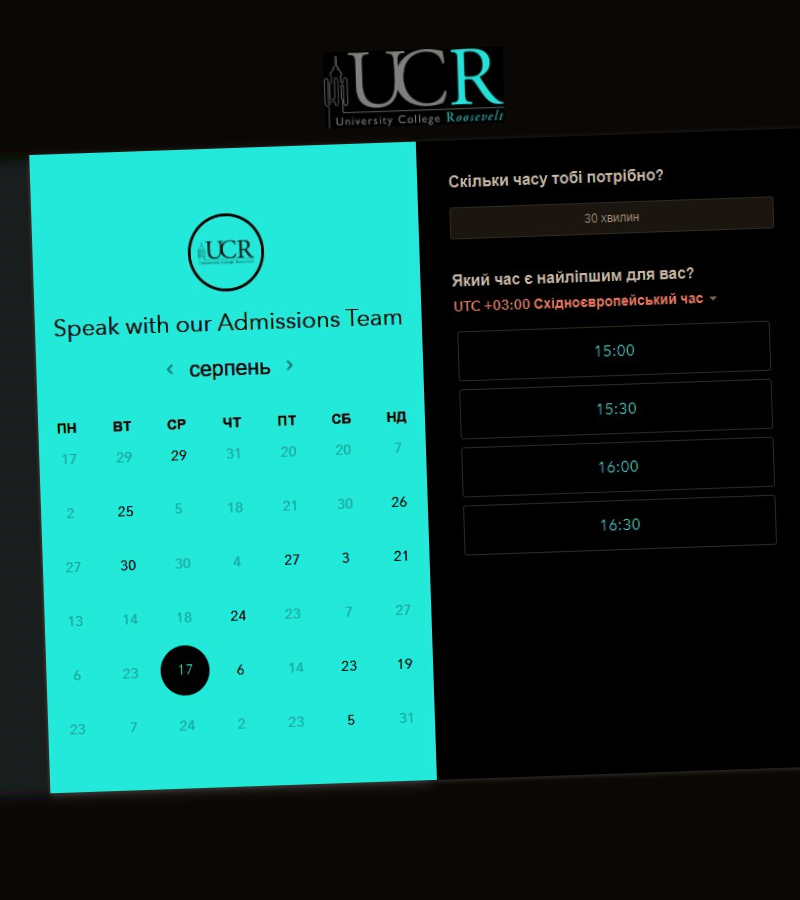 UCR
University College Roosevelt
UCR
University College Roosevelt
Speak with our Admissions Team
серпень
ПН ВТ СР ЧТ ПТ СБ НД
17 29 29 31 20 20 7
2 25 5 18 21 30 26
27 30 30 4 27 3 21
13 14 18 24 23 7 27
6 23 17 6 14 23 19
23 7 24 2 23 5 31
Скільки часу тобі потрібно?
30 хвилин
Який час є найліпшим для вас?
UTC +03:00 Східноєвропейський час
15:00
15:30
16:00
16:30